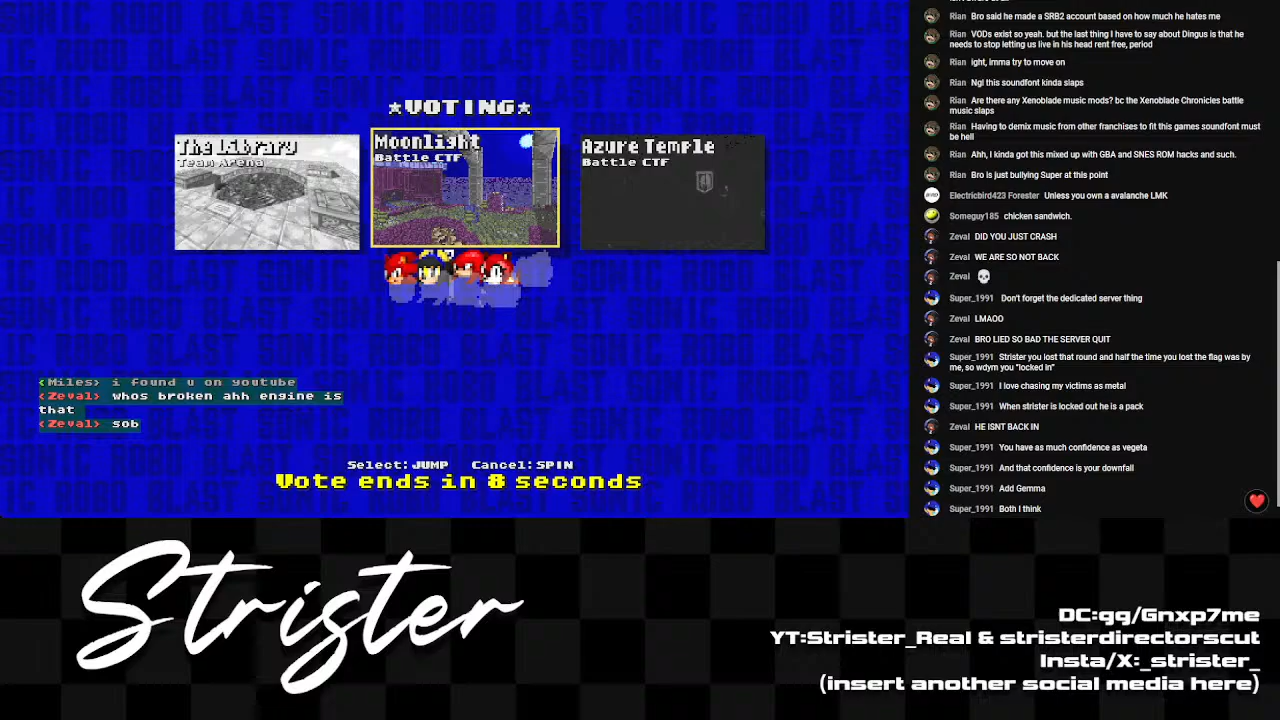 ★VOTING★
The Library
Team Arena
Moonlight
Battle CTF
Azure Temple
Battle CTF
<Miles> i found u on youtube
<Zeval> whos broken ahh engine is
that
<Zeval> sob
Select:JUMP Cancel:SPIN
Vote ends in 8 seconds
Rian Bro said he made a SRB2 account based on how much he hates me
Rian VODs exist so yeah. but the last thing I have to say about Dingus is that he
needs to stop letting us live in his head rent free, period
Rian ight, imma try to move on
Rian Ngl this soundfont kinda slaps
Rian Are there any Xenoblade music mods? bc the Xenoblade Chronicles battle
music slaps
Rian Having to demix music from other franchises to fit this games soundfont must
be hell
Rian Ahh, I kinda got this mixed up with GBA and SNES ROM hacks and such.
Rian Bro is just bullying Super at this point
Electricbird423 Forester Unless you own a avalanche LMK
Someguy185 chicken sandwich.
Zeval DID YOU JUST CRASH
Zeval WE ARE SO NOT BACK
Zeval 💀
Super_1991 Don't forget the dedicated server thing
Zeval LMAOO
Zeval BRO LIED SO BAD THE SERVER QUIT
Super_1991 Strister you lost that round and half the time you lost the flag was by
me, so wdym you "locked in"
Super_1991 I love chasing my victims as metal
Super_1991 When strister is locked out he is a pack
Zeval HE ISNT BACK IN
Super_1991 You have as much confidence as vegeta
Super_1991 And that confidence is your downfall
Super_1991 Add Gemma
Super_1991 Both I think
Strister
DC:gg/Gnxp7me
YT:Strister_Real & stristerdirectorscut
Insta/X:_strister_
(insert another social media here)